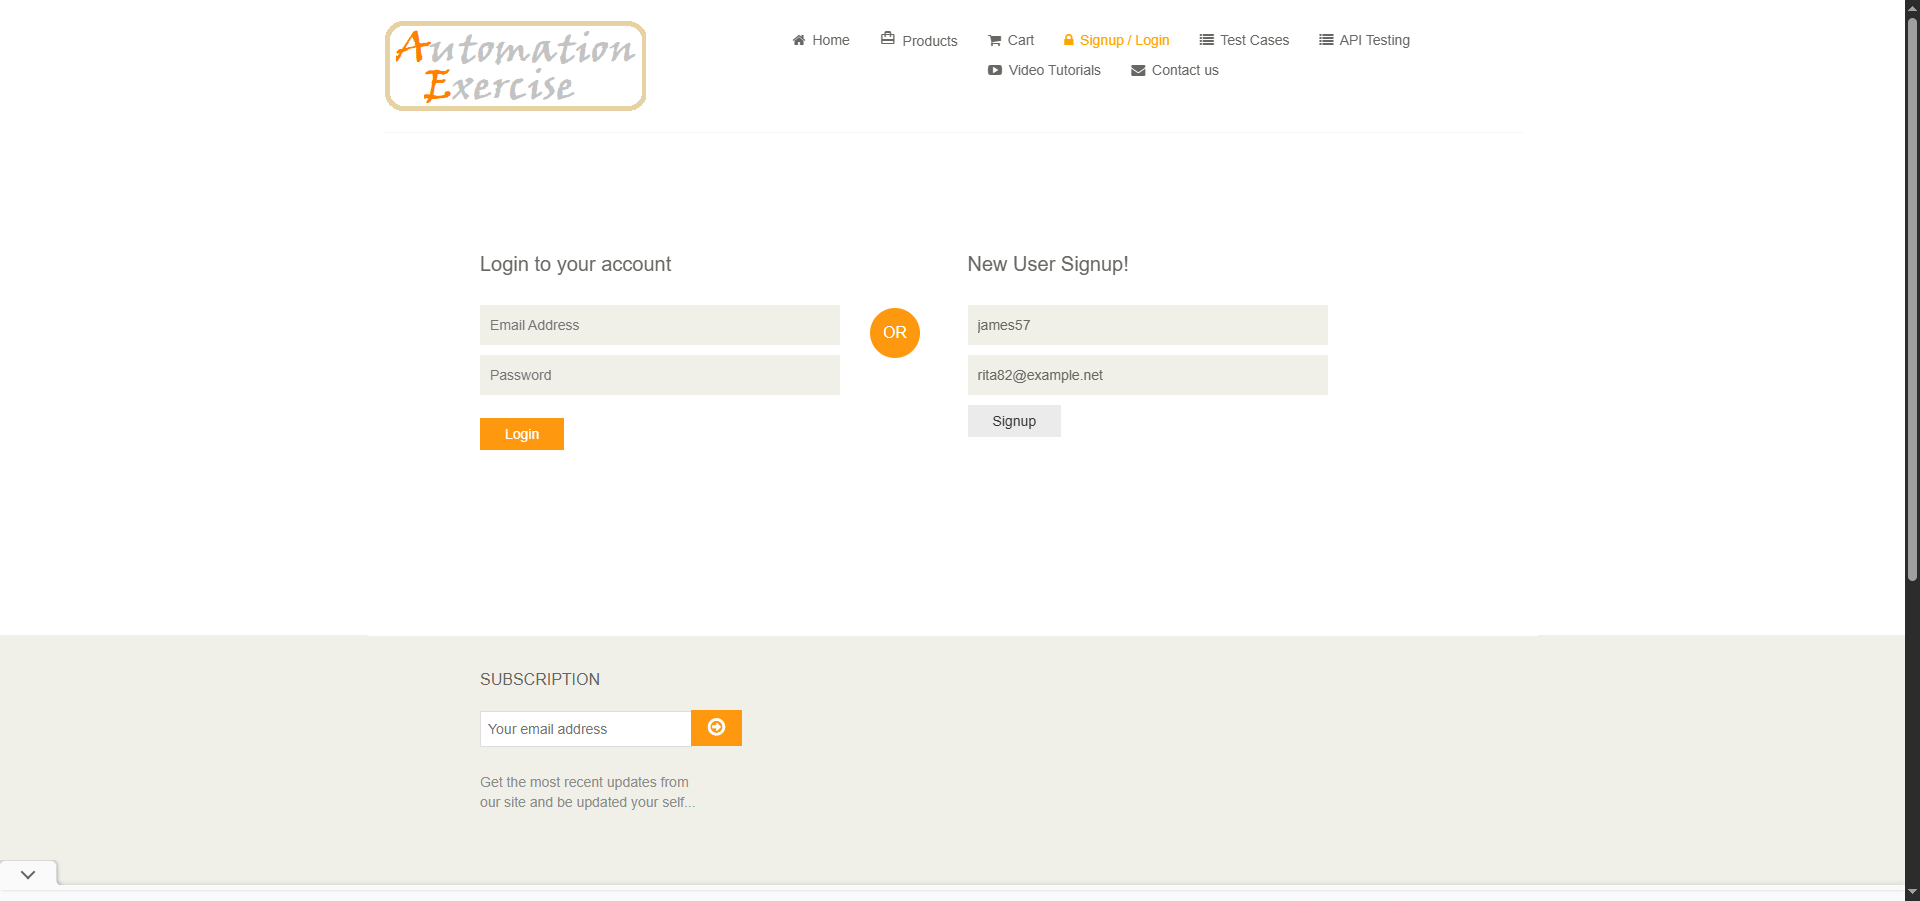 Automation
Exercise
Home
Products
Cart
Signup / Login
Test Cases
API Testing
Video Tutorials
Contact us
Login to your account
Email Address
Password
Login
OR
New User Signup!
james57
rita82@example.net
Signup
SUBSCRIPTION
Your email address
Get the most recent updates from
our site and be updated your self...